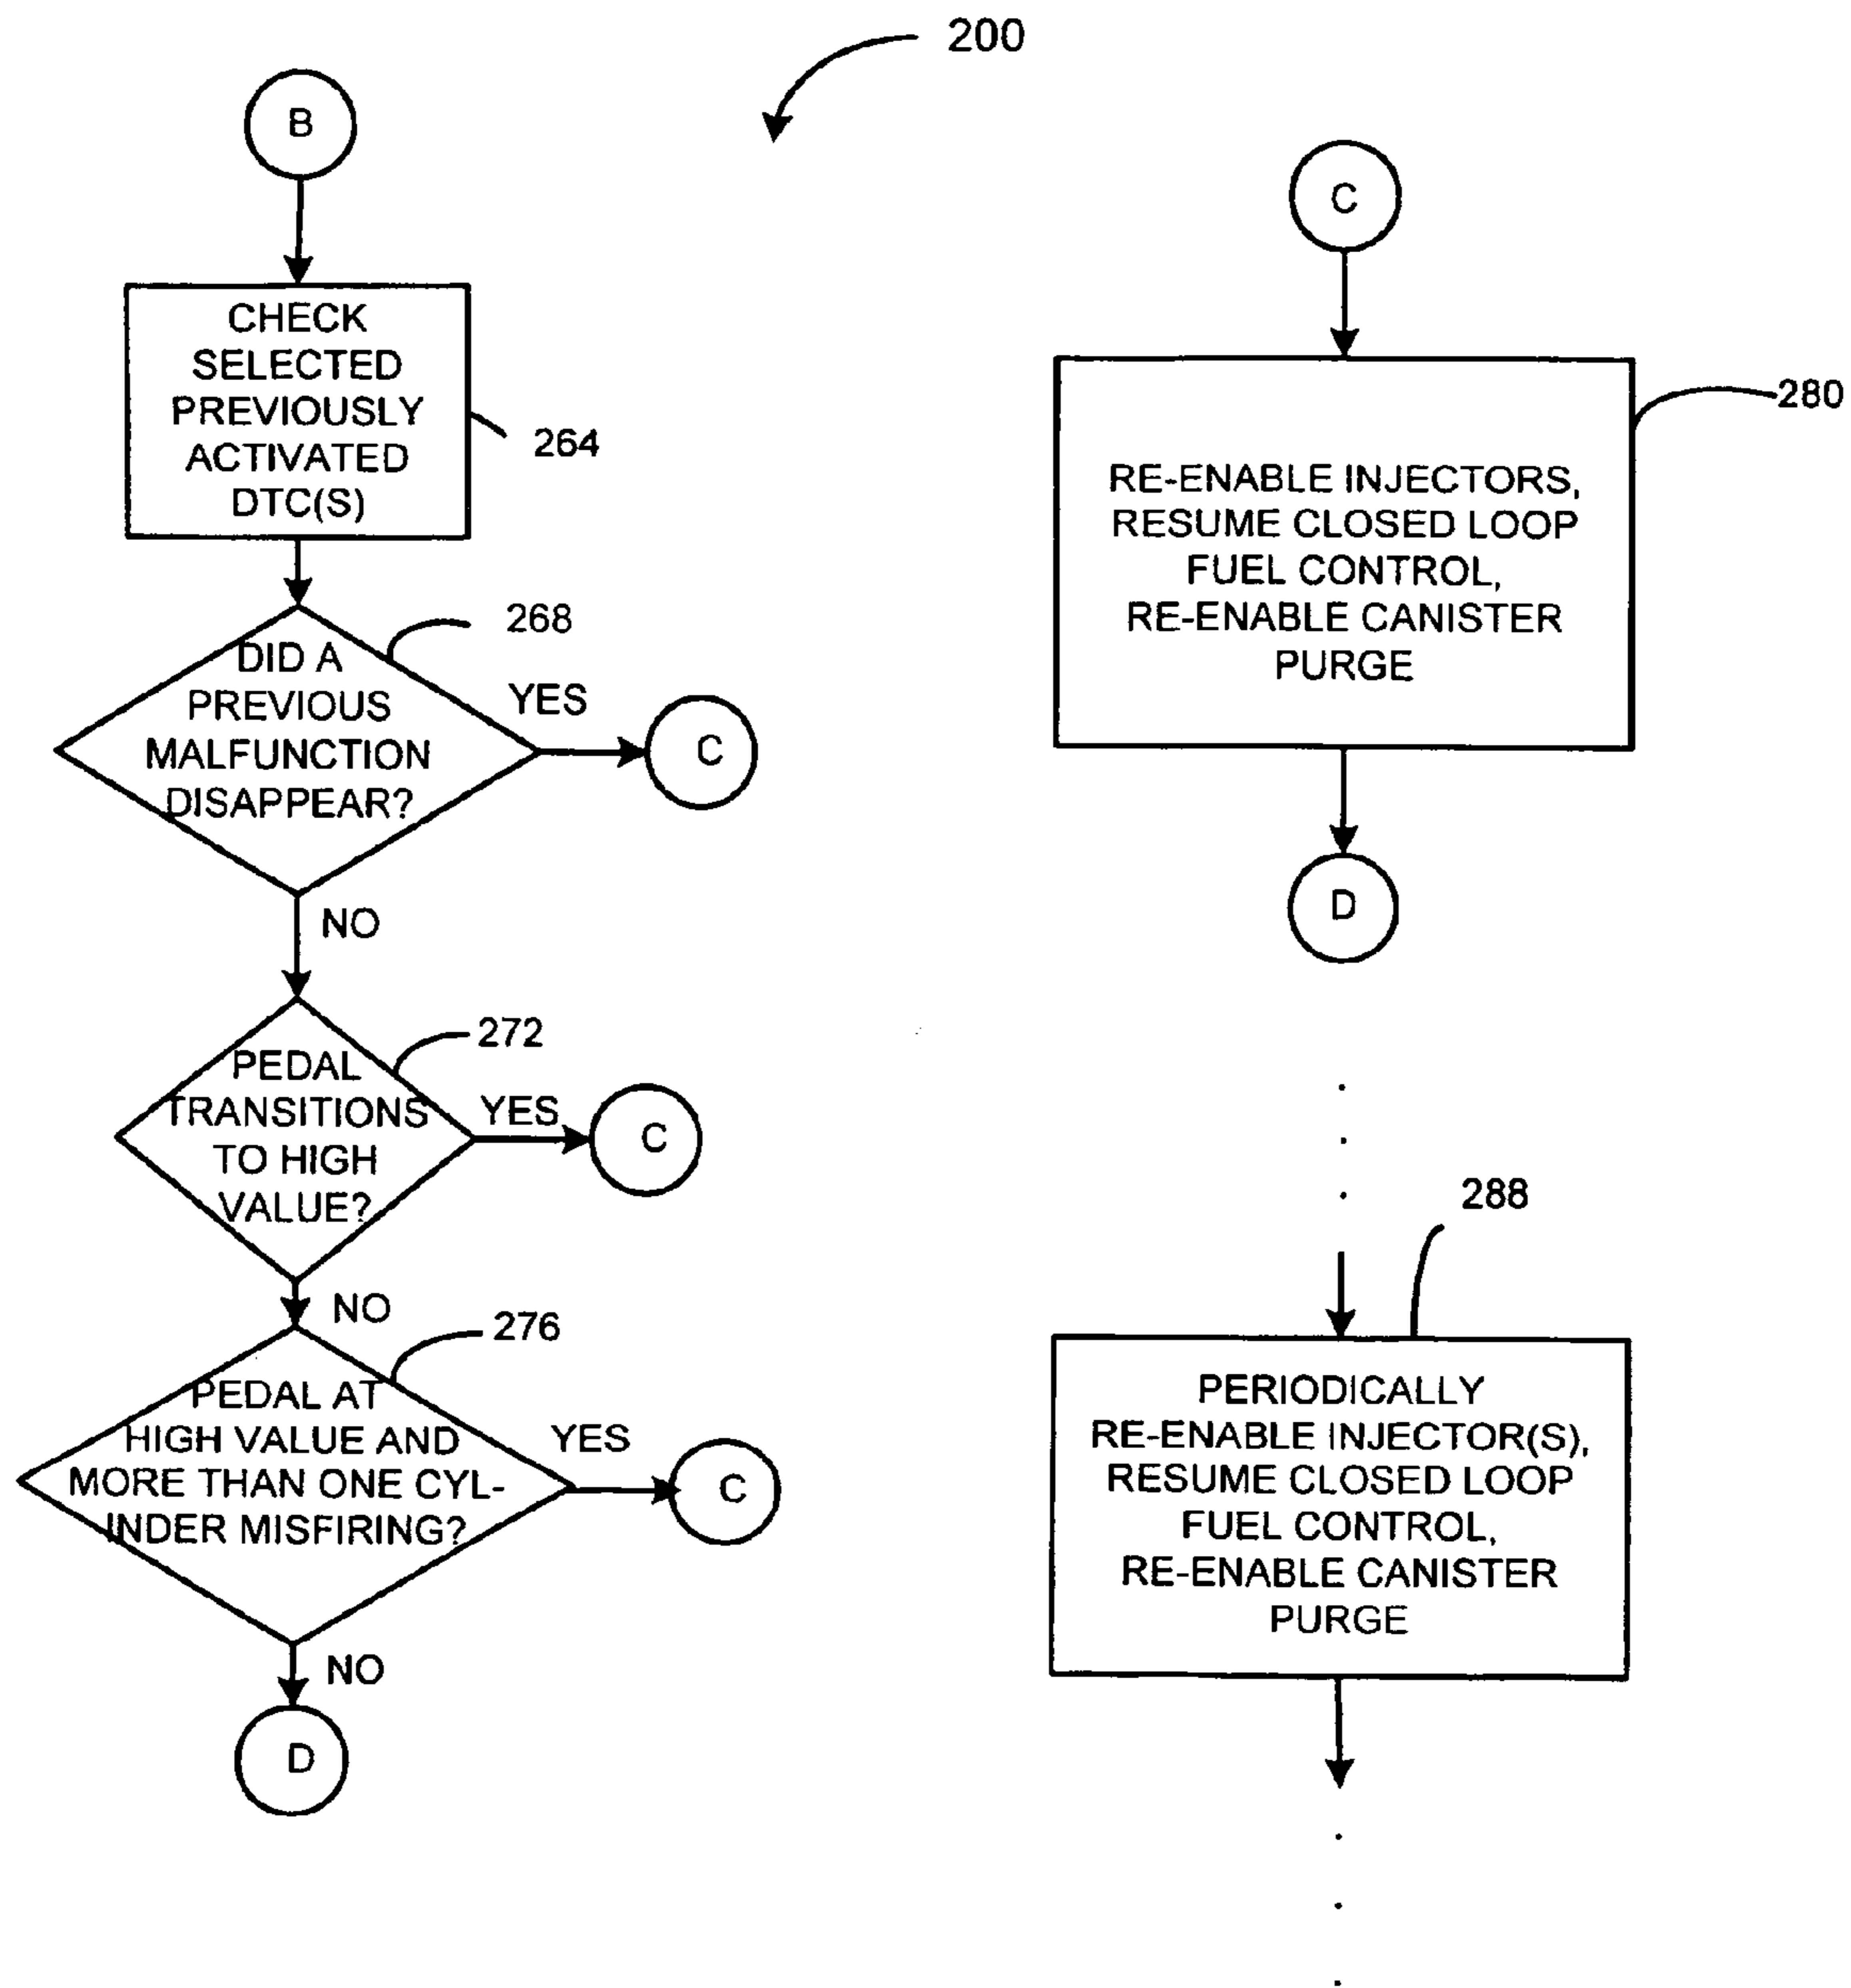 200
B
CHECK
SELECTED
PREVIOUSLY
ACTIVATED
DTC(S)
264
DID A
PREVIOUS
MALFUNCTION
DISAPPEAR?
268
YES
C
NO
PEDAL
TRANSITIONS
TO HIGH
VALUE?
272
YES
C
NO
PEDAL AT
HIGH VALUE AND
MORE THAN ONE CYL-
INDER MISFIRING?
276
YES
C
NO
D
C
RE-ENABLE INJECTORS,
RESUME CLOSED LOOP
FUEL CONTROL,
RE-ENABLE CANISTER
PURGE
280
D
288
PERIODICALLY
RE-ENABLE INJECTOR(S),
RESUME CLOSED LOOP
FUEL CONTROL,
RE-ENABLE CANISTER
PURGE